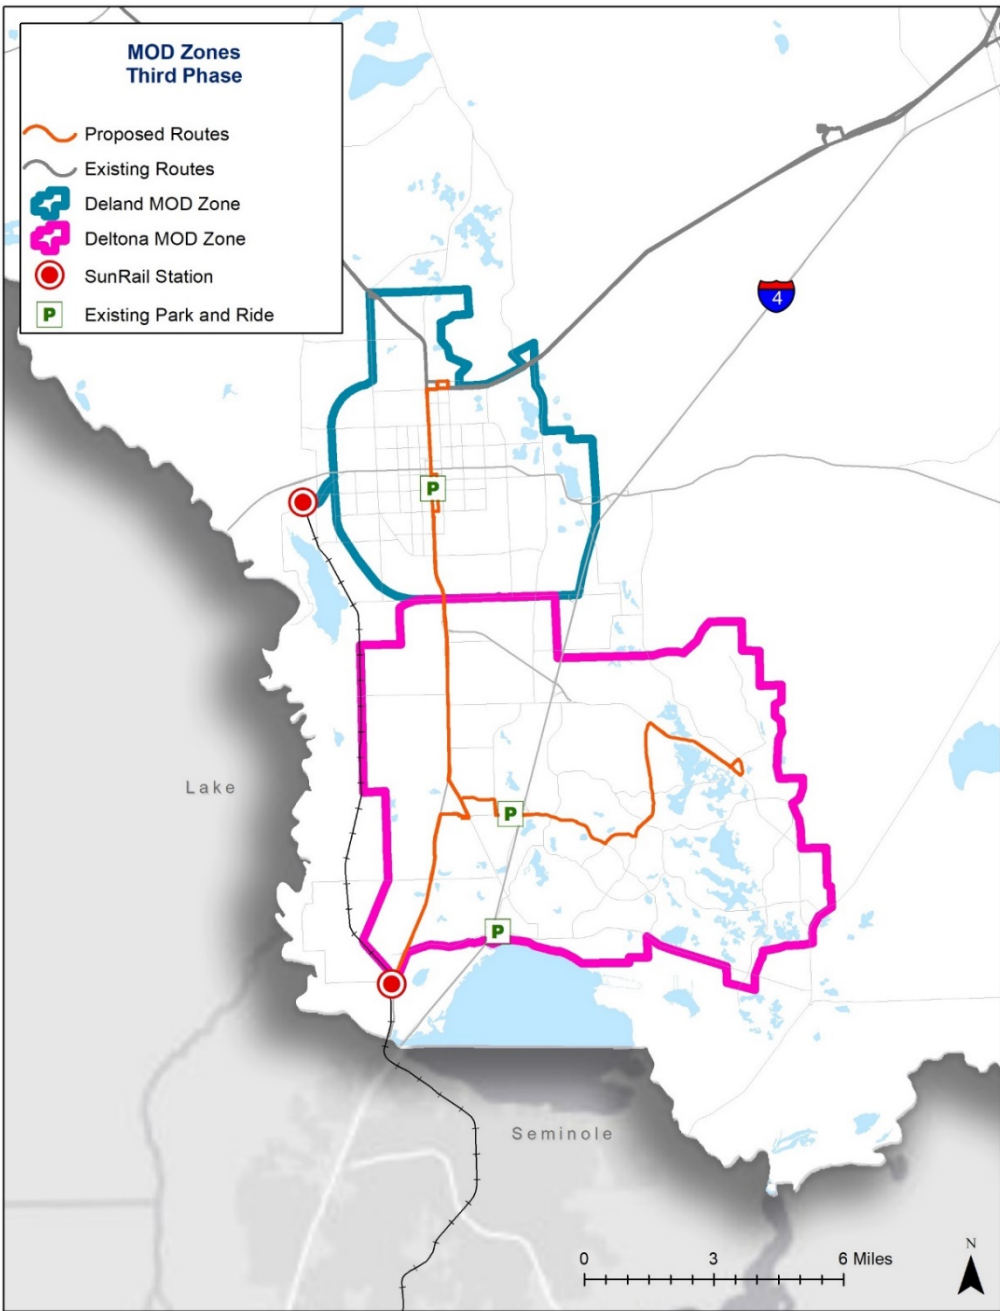 MOD Zones
Third Phase
Proposed Routes
Existing Routes
Deland MOD Zone
Deltona MOD Zone
SunRail Station
P Existing Park and Ride
4
P
Lake
P
P
Seminole
0 3 6 Miles
N